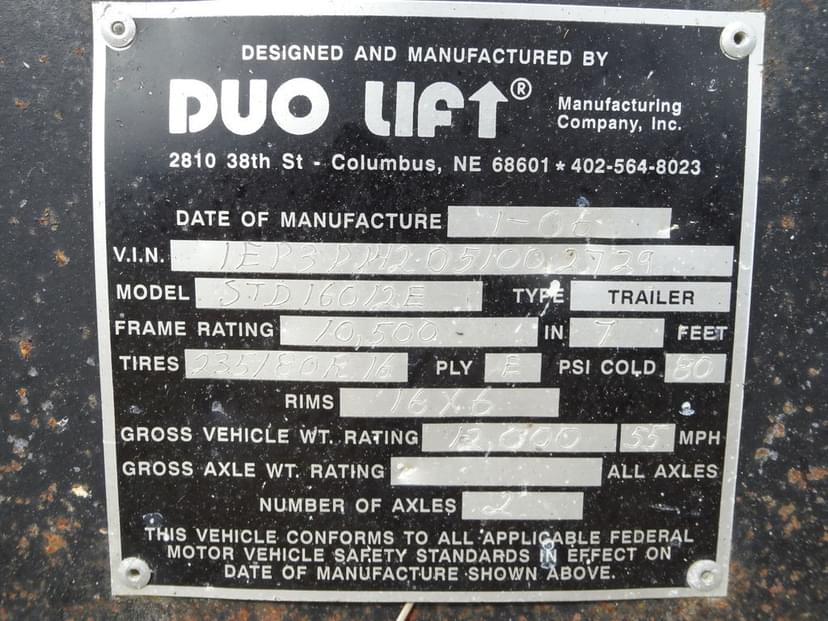 DESIGNED AND MANUFACTURED BY
DUO LIFT® Manufacturing Company, Inc.
2810 38th St - Columbus, NE 68601 * 402-564-8023
DATE OF MANUFACTURE 1-06
V.I.N.
MODEL STD16012E TYPE TRAILER
FRAME RATING 10,500 IN 7 FEET
TIRES 235/80R 16 PLY E PSI COLD 80
RIMS 16 X 6
GROSS VEHICLE WT. RATING 12,000 55 MPH
GROSS AXLE WT. RATING ALL AXLES
NUMBER OF AXLES 2
THIS VEHICLE CONFORMS TO ALL APPLICABLE FEDERAL
MOTOR VEHICLE SAFETY STANDARDS IN EFFECT ON
DATE OF MANUFACTURE SHOWN ABOVE.